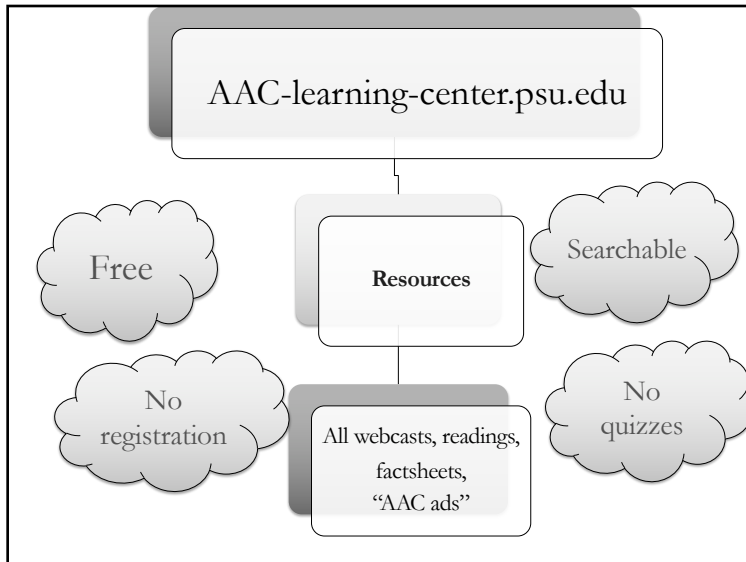 AAC-learning-center.psu.edu
Free
Searchable
Resources
No
registration
No
quizzes
All webcasts, readings,
factsheets,
“AAC ads”